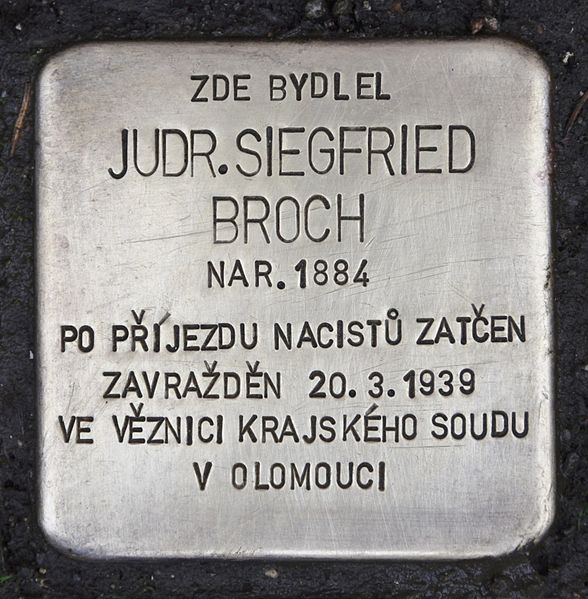 ZDE BYDLEL
JUDR. SIEGFRIED
BROCH
NAR. 1884
PO PŘÍJEZDU NACISTŮ ZATČEN
ZAVRAŽDĚN 20.3.1939
VE VĚZNICI KRAJSKÉHO SOUDU
V OLOMOUCI